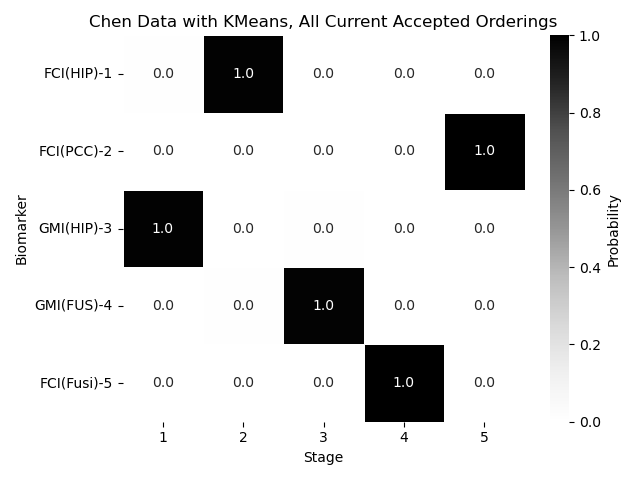 Chen Data with KMeans, All Current Accepted Orderings
FCI(HIP)-1 0.0 1.0 0.0 0.0 0.0
FCI(PCC)-2 0.0 0.0 0.0 0.0 1.0
GMI(HIP)-3 1.0 0.0 0.0 0.0 0.0
GMI(FUS)-4 0.0 0.0 1.0 0.0 0.0
FCI(Fusi)-5 0.0 0.0 0.0 1.0 0.0
1 2 3 4 5
Stage
Biomarker
1.0
0.8
0.6
0.4
0.2
0.0
Probability